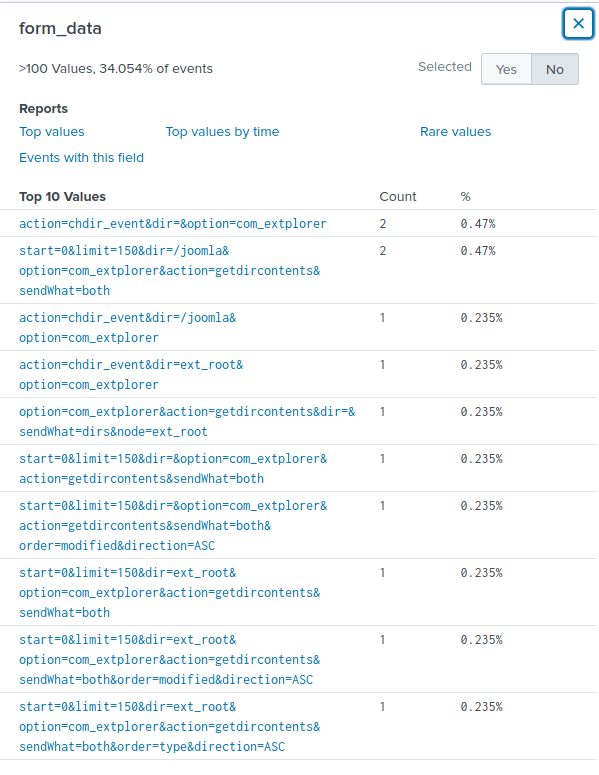 form_data
>100 Values, 34.054% of events
Selected Yes No
Reports
Top values Top values by time Rare values
Events with this field
Top 10 Values Count %
action=chdir_event&dir=&option=com_extplorer 2 0.47%
start=0&limit=150&dir=/joomla& 2 0.47%
option=com_extplorer&action=getdircontents&
sendWhat=both
action=chdir_event&dir=/joomla& 1 0.235%
option=com_extplorer
action=chdir_event&dir=ext_root& 1 0.235%
option=com_extplorer
option=com_extplorer&action=getdircontents&dir=& 1 0.235%
sendWhat=dirs&node=ext_root
start=0&limit=150&dir=&option=com_extplorer& 1 0.235%
action=getdircontents&sendWhat=both
start=0&limit=150&dir=&option=com_extplorer& 1 0.235%
action=getdircontents&sendWhat=both&
order=modified&direction=ASC
start=0&limit=150&dir=ext_root& 1 0.235%
option=com_extplorer&action=getdircontents&
sendWhat=both
start=0&limit=150&dir=ext_root& 1 0.235%
option=com_extplorer&action=getdircontents&
sendWhat=both&order=modified&direction=ASC
start=0&limit=150&dir=ext_root& 1 0.235%
option=com_extplorer&action=getdircontents&
sendWhat=both&order=type&direction=ASC